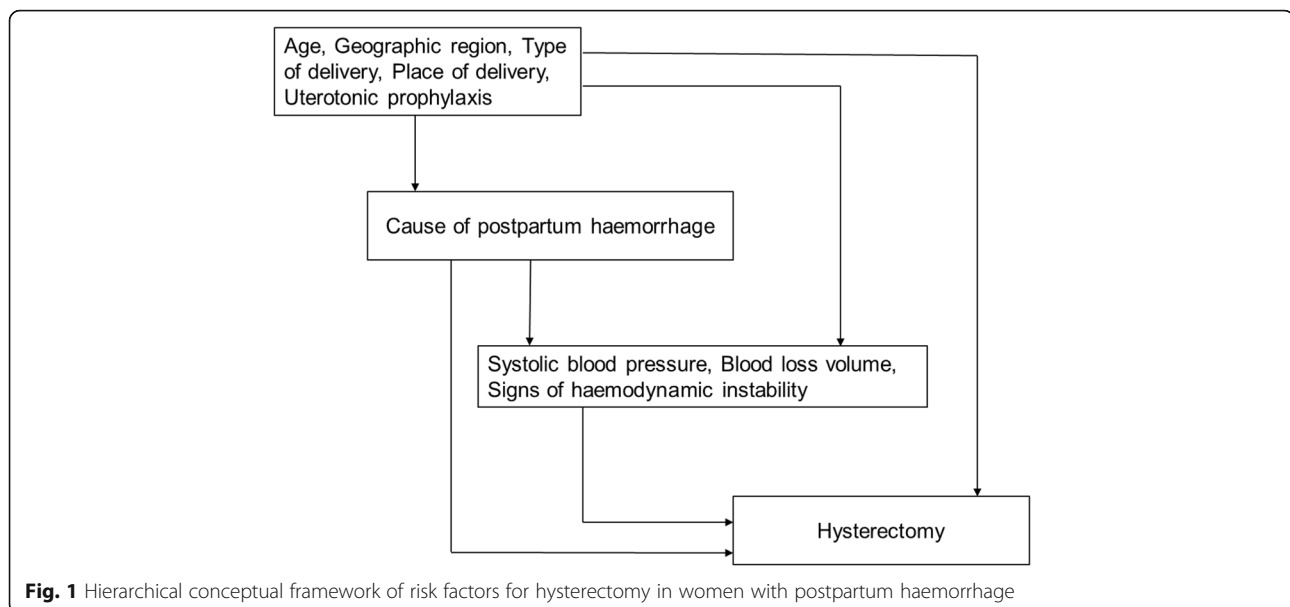 Age, Geographic region, Type
of delivery, Place of delivery,
Uterotonic prophylaxis
Cause of postpartum haemorrhage
Systolic blood pressure, Blood loss volume,
Signs of haemodynamic instability
Hysterectomy
Fig. 1 Hierarchical conceptual framework of risk factors for hysterectomy in women with postpartum haemorrhage